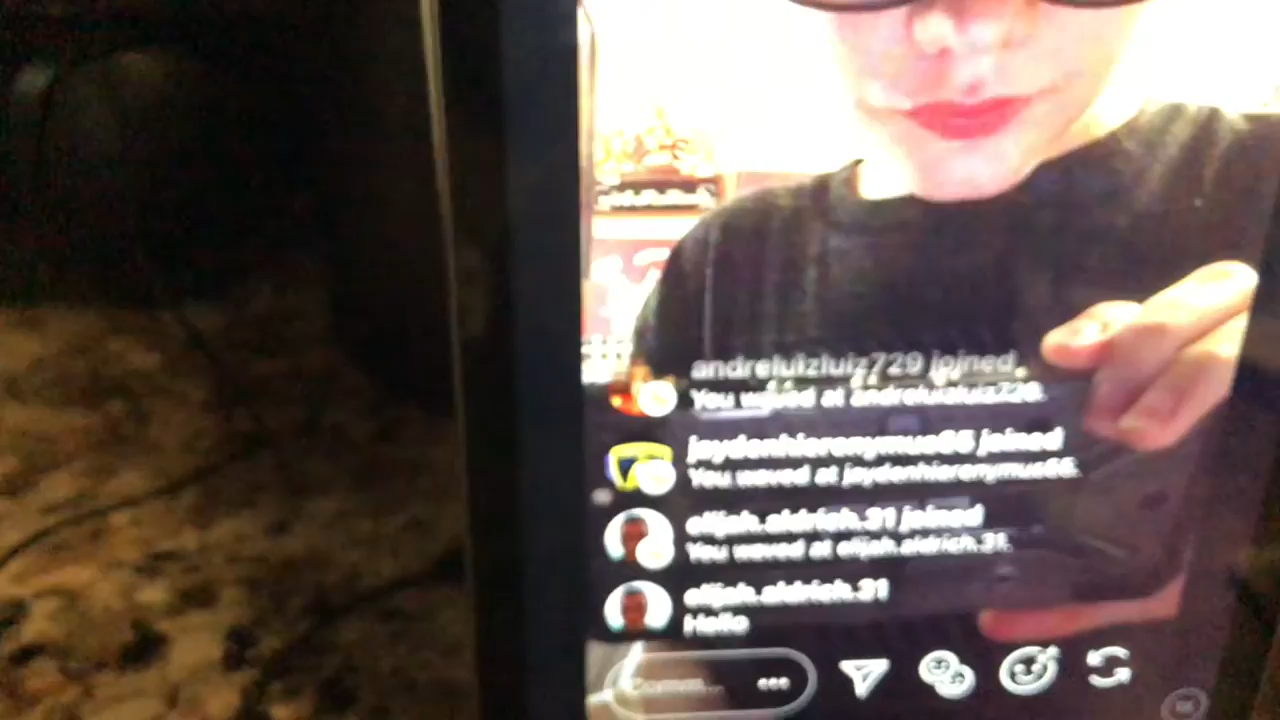 andreluizluiz729 joined
You waved at andreluizluiz729.
jaydenhieronymus66 joined
You waved at jaydenhieronymus66.
elijah.aldrich.31 joined
You waved at elijah.aldrich.31.
elijah.aldrich.31
Hello